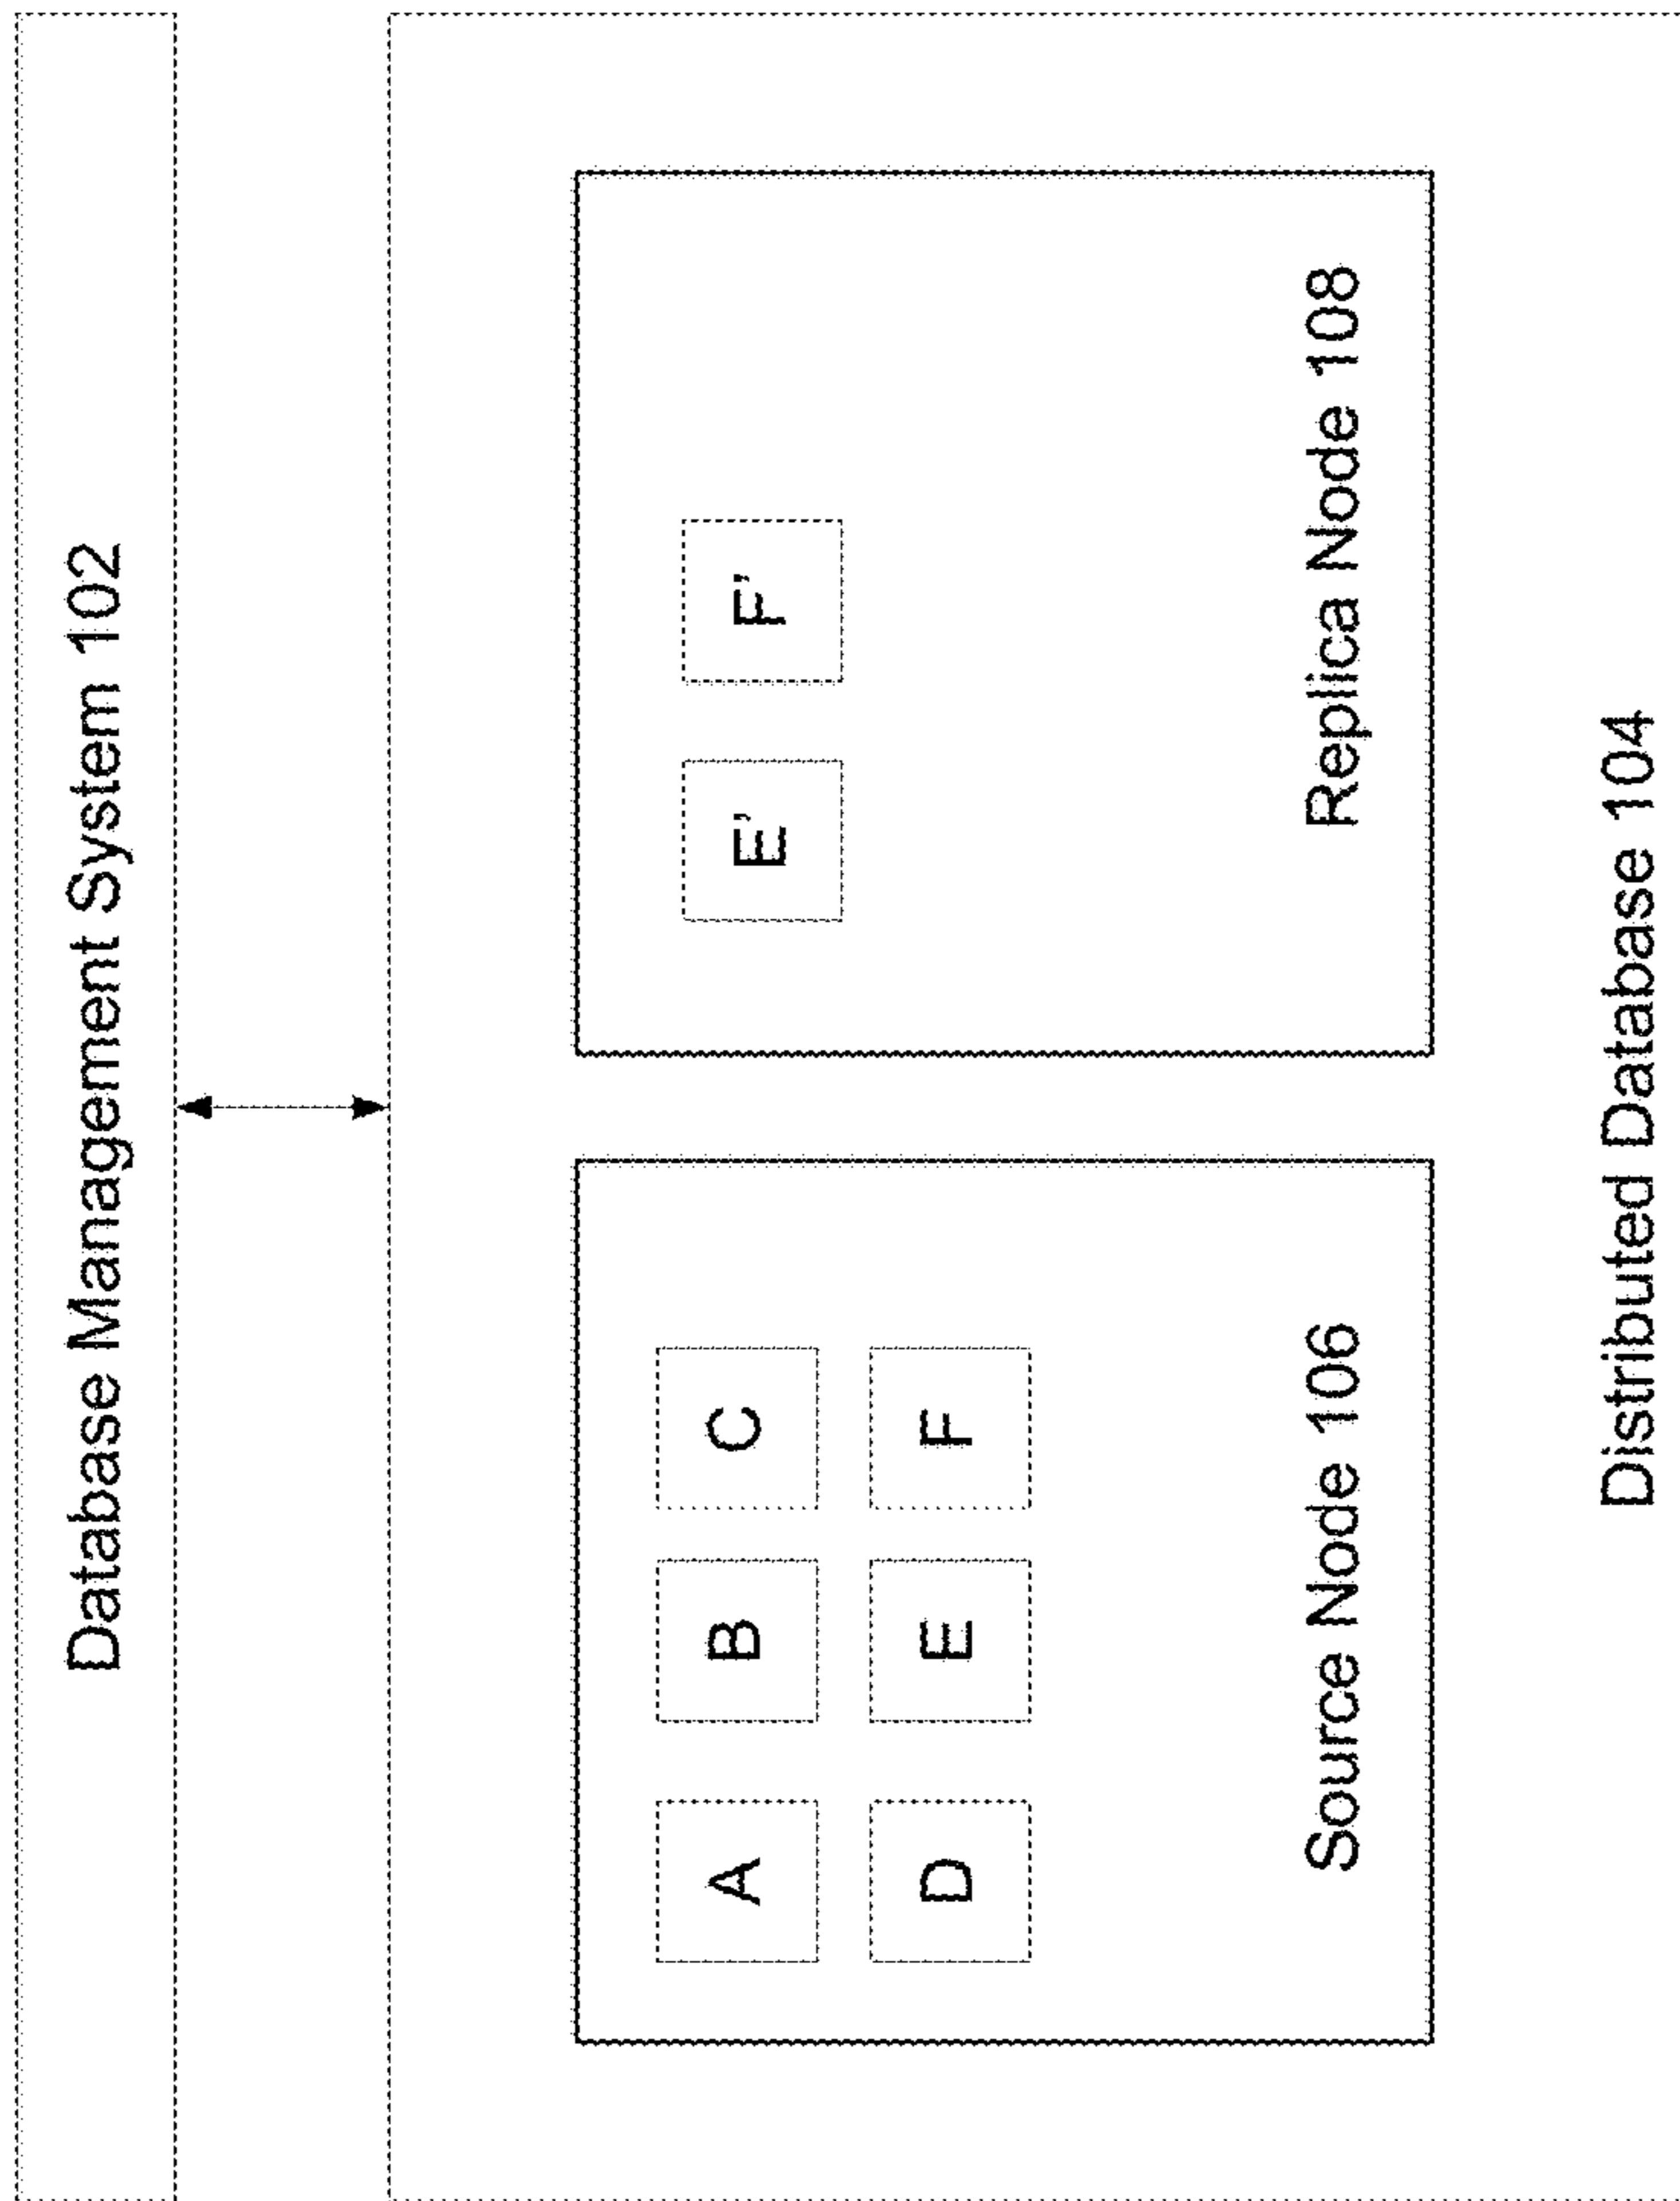 Database Management System 102
A
B
C
D
E
F
Source Node 106
E'
F'
Replica Node 108
Distributed Database 104